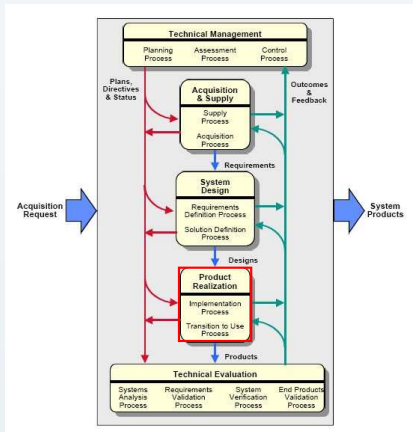 Technical Management
Planning Process
Assessment Process
Control Process
Plans,
Directives
& Status
Outcomes
&
Feedback
Acquisition
& Supply
Supply
Process
Acquisition
Process
Requirements
Acquisition
Request
System
Products
System
Design
Requirements
Definition Process
Solution Definition
Process
Designs
Product
Realization
Implementation
Process
Transition to Use
Process
Products
Technical Evaluation
Systems
Analysis
Process
Requirements
Validation
Process
System
Verification
Process
End Products
Validation
Process